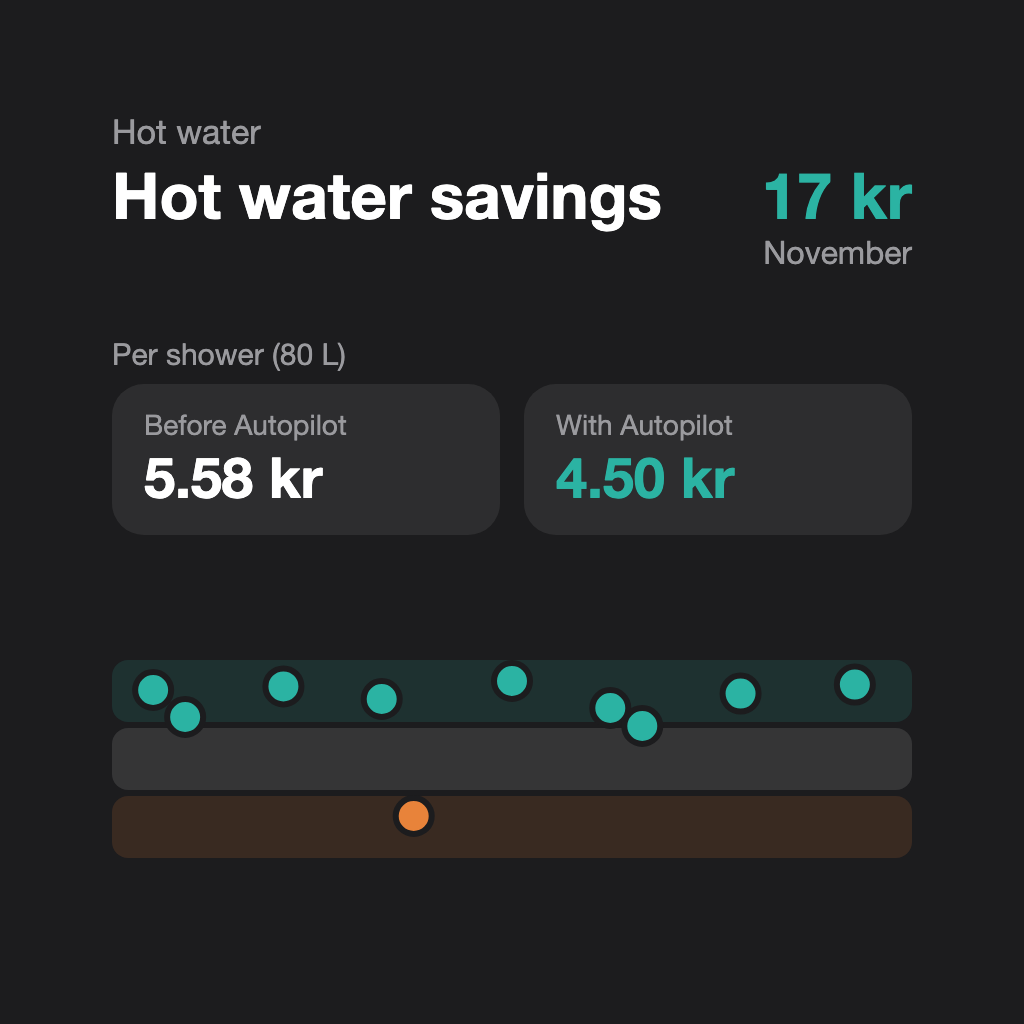 Hot water
Hot water savings
17 kr
November
Per shower (80 L)
Before Autopilot
5.58 kr
With Autopilot
4.50 kr